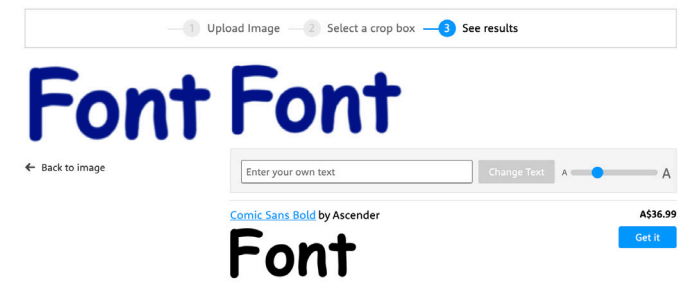 1 Upload Image 2 Select a crop box 3 See results
Font Font
← Back to image
Enter your own text Change Text A A
Comic Sans Bold by Ascender A$36.99
Font Get it